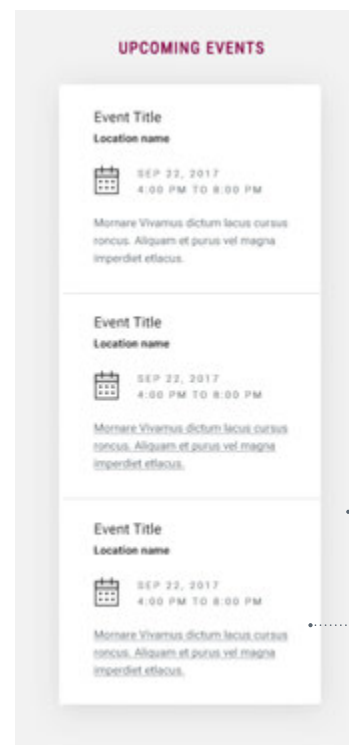 UPCOMING EVENTS
Event Title
Location name
SEP 22, 2017
4:00 PM TO 8:00 PM
Mornare Vivamus dictum lacus cursus
roncus. Aliquam et purus vel magna
imperdiet etlacus.
Event Title
Location name
SEP 22, 2017
4:00 PM TO 8:00 PM
Mornare Vivamus dictum lacus cursus
roncus. Aliquam et purus vel magna
imperdiet etlacus.
Event Title
Location name
SEP 22, 2017
4:00 PM TO 8:00 PM
Mornare Vivamus dictum lacus cursus
roncus. Aliquam et purus vel magna
imperdiet etlacus.